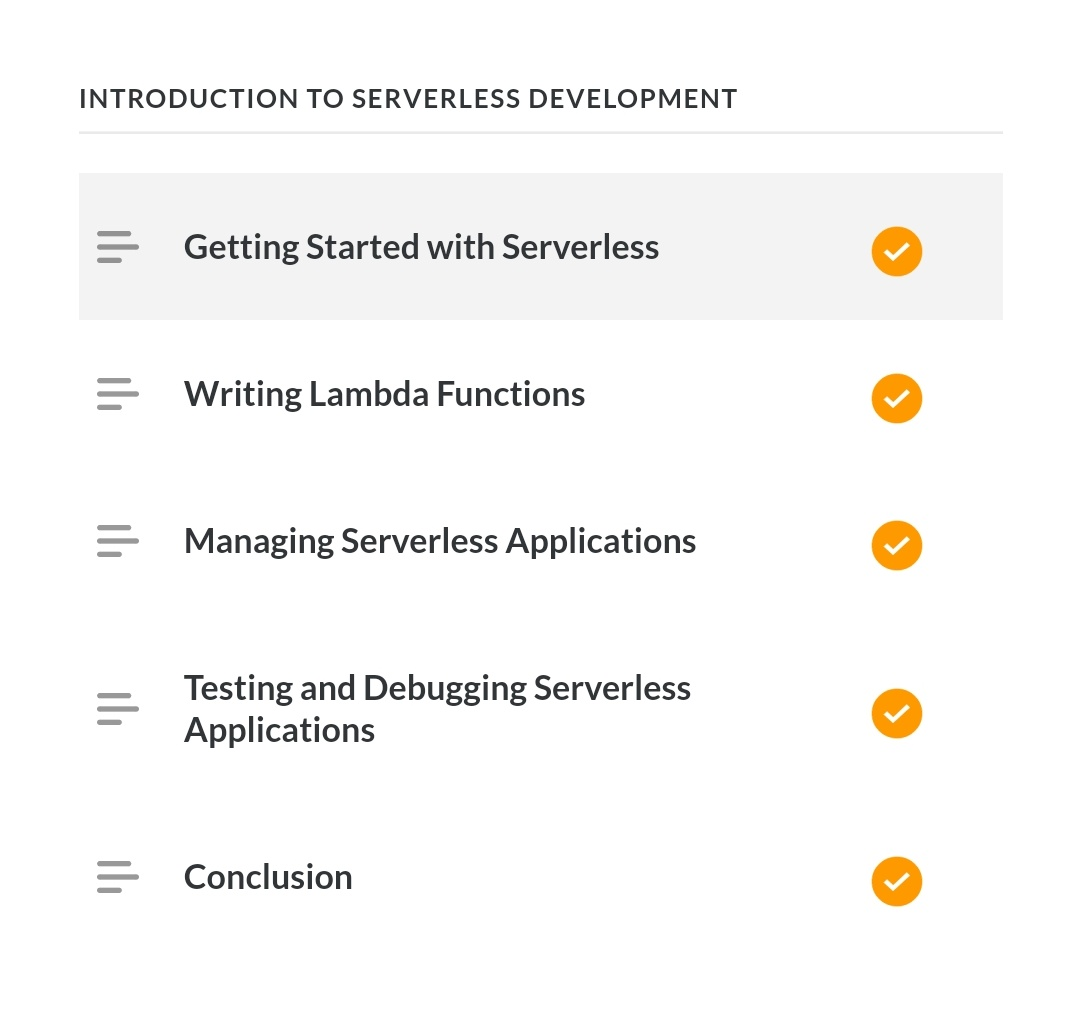 INTRODUCTION TO SERVERLESS DEVELOPMENT
Getting Started with Serverless
Writing Lambda Functions
Managing Serverless Applications
Testing and Debugging Serverless
Applications
Conclusion